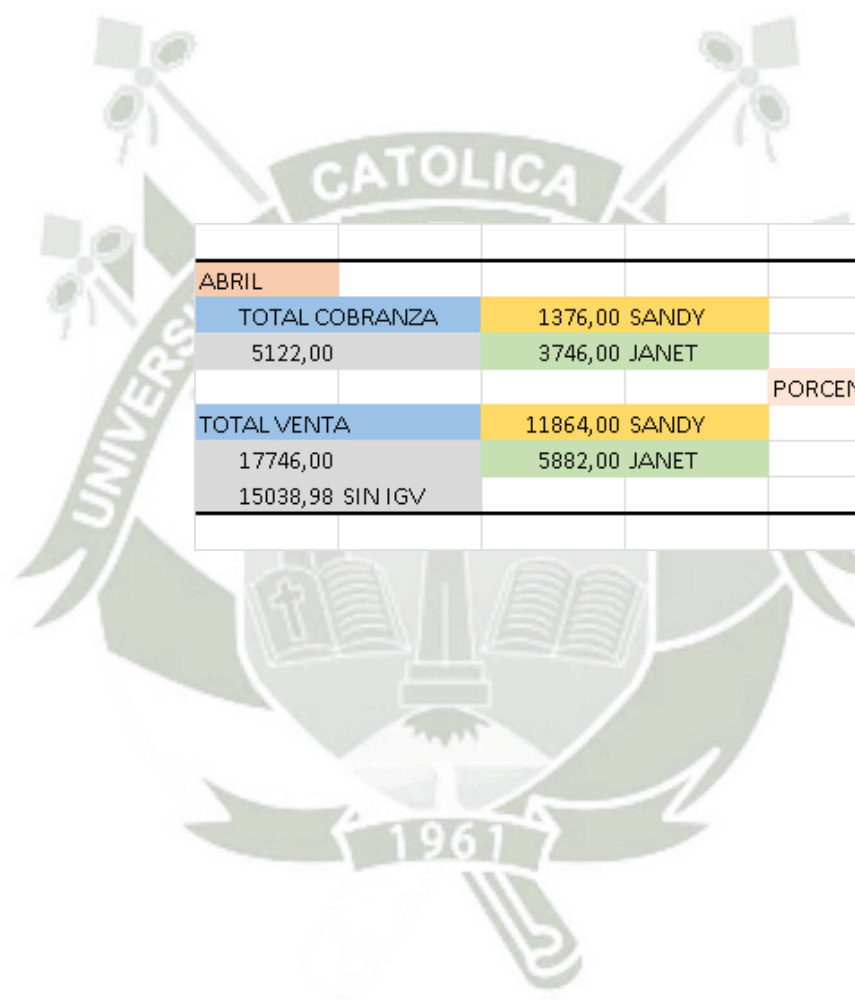 CATOLICA
ABRIL
TOTAL COBRANZA 1376,00 SANDY
5122,00 3746,00 JANET
TOTAL VENTA 11864,00 SANDY
17746,00 5882,00 JANET
15038,98 SIN IGV
1961